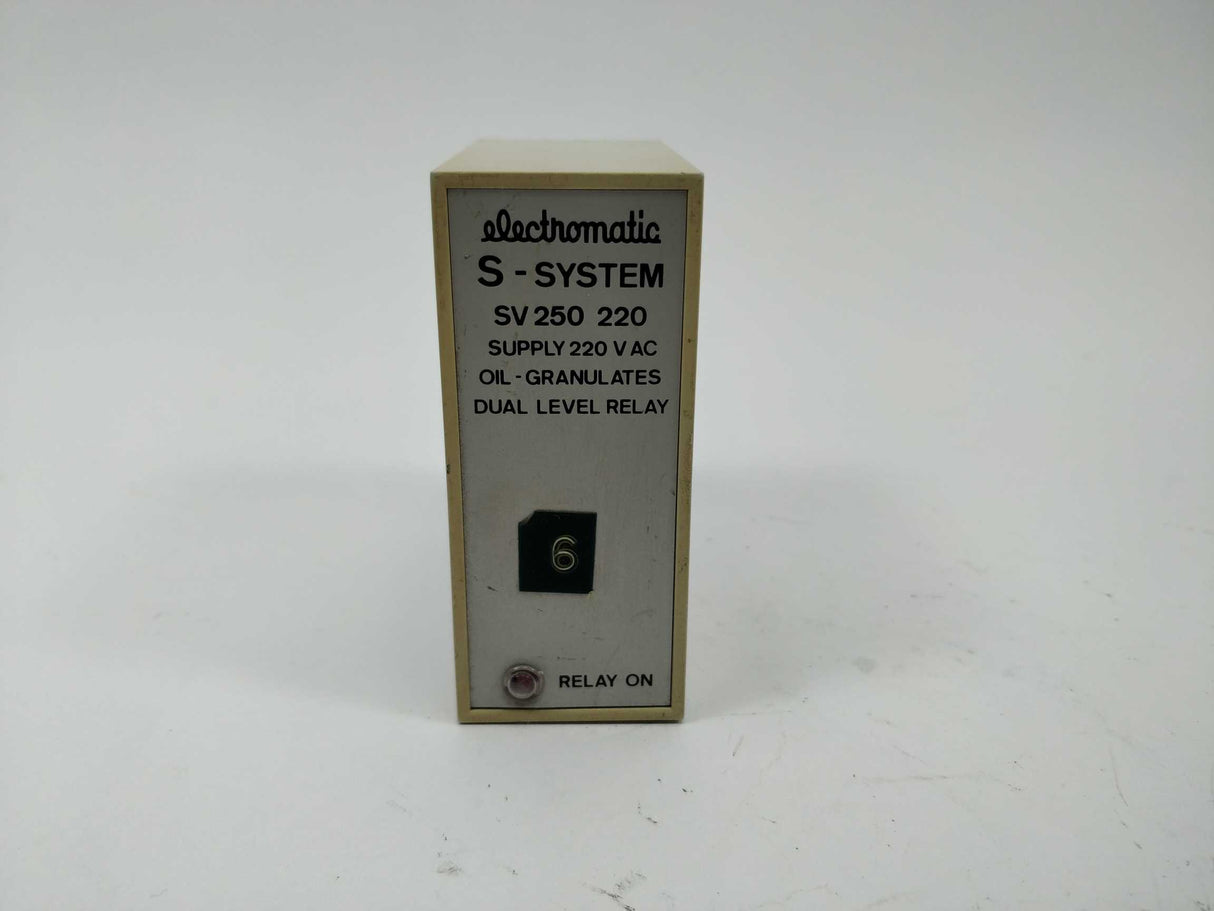 electromatic
S - SYSTEM
SV 250 220
SUPPLY 220 V AC
OIL - GRANULATES
DUAL LEVEL RELAY
6
RELAY ON